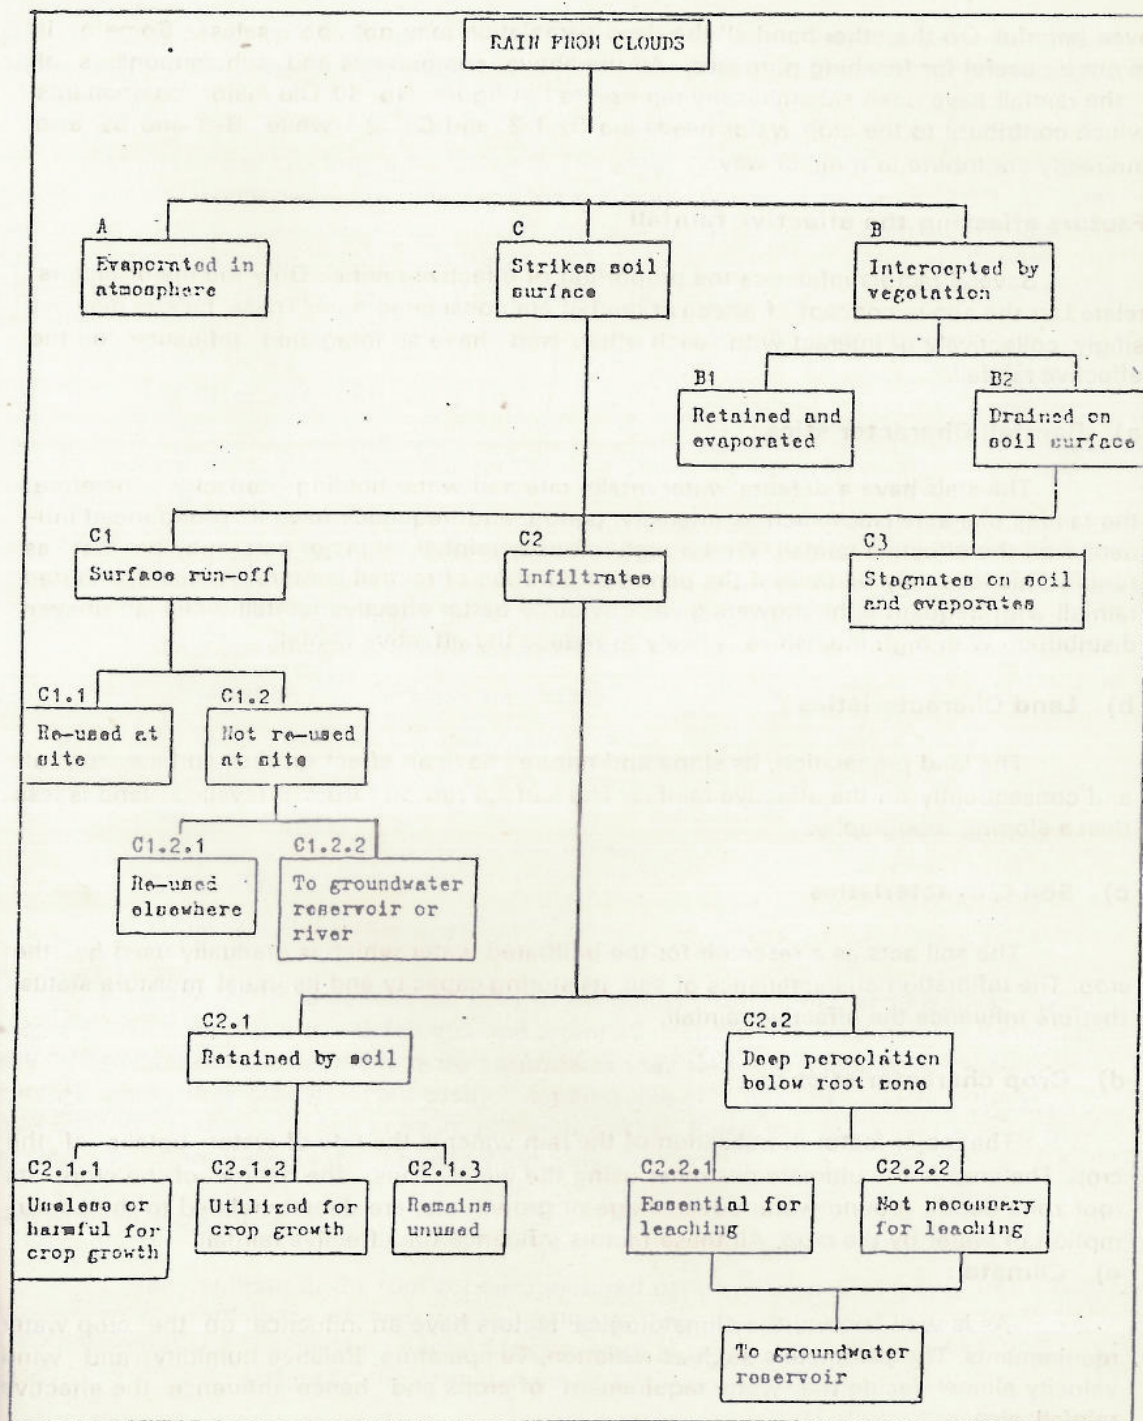 RAIN FROM CLOUDS
A
Evaporated in
atmosphere
C
Strikes soil
surface
B
Intercepted by
vegetation
B1
Retained and
evaporated
B2
Drained on
soil surface
C1
Surface run-off
C2
Infiltrates
C3
Stagnates on soil
and evaporates
C1.1
Re-used at
site
C1.2
Not re-used
at site
C1.2.1
Re-used
elsewhere
C1.2.2
To groundwater
reservoir or
river
C2.1
Retained by soil
C2.2
Deep percolation
below root zone
C2.1.1
Useless or
harmful for
crop growth
C2.1.2
Utilized for
crop growth
C2.1.3
Remains
unused
C2.2.1
Essential for
leaching
C2.2.2
Not necessary
for leaching
To groundwater
reservoir